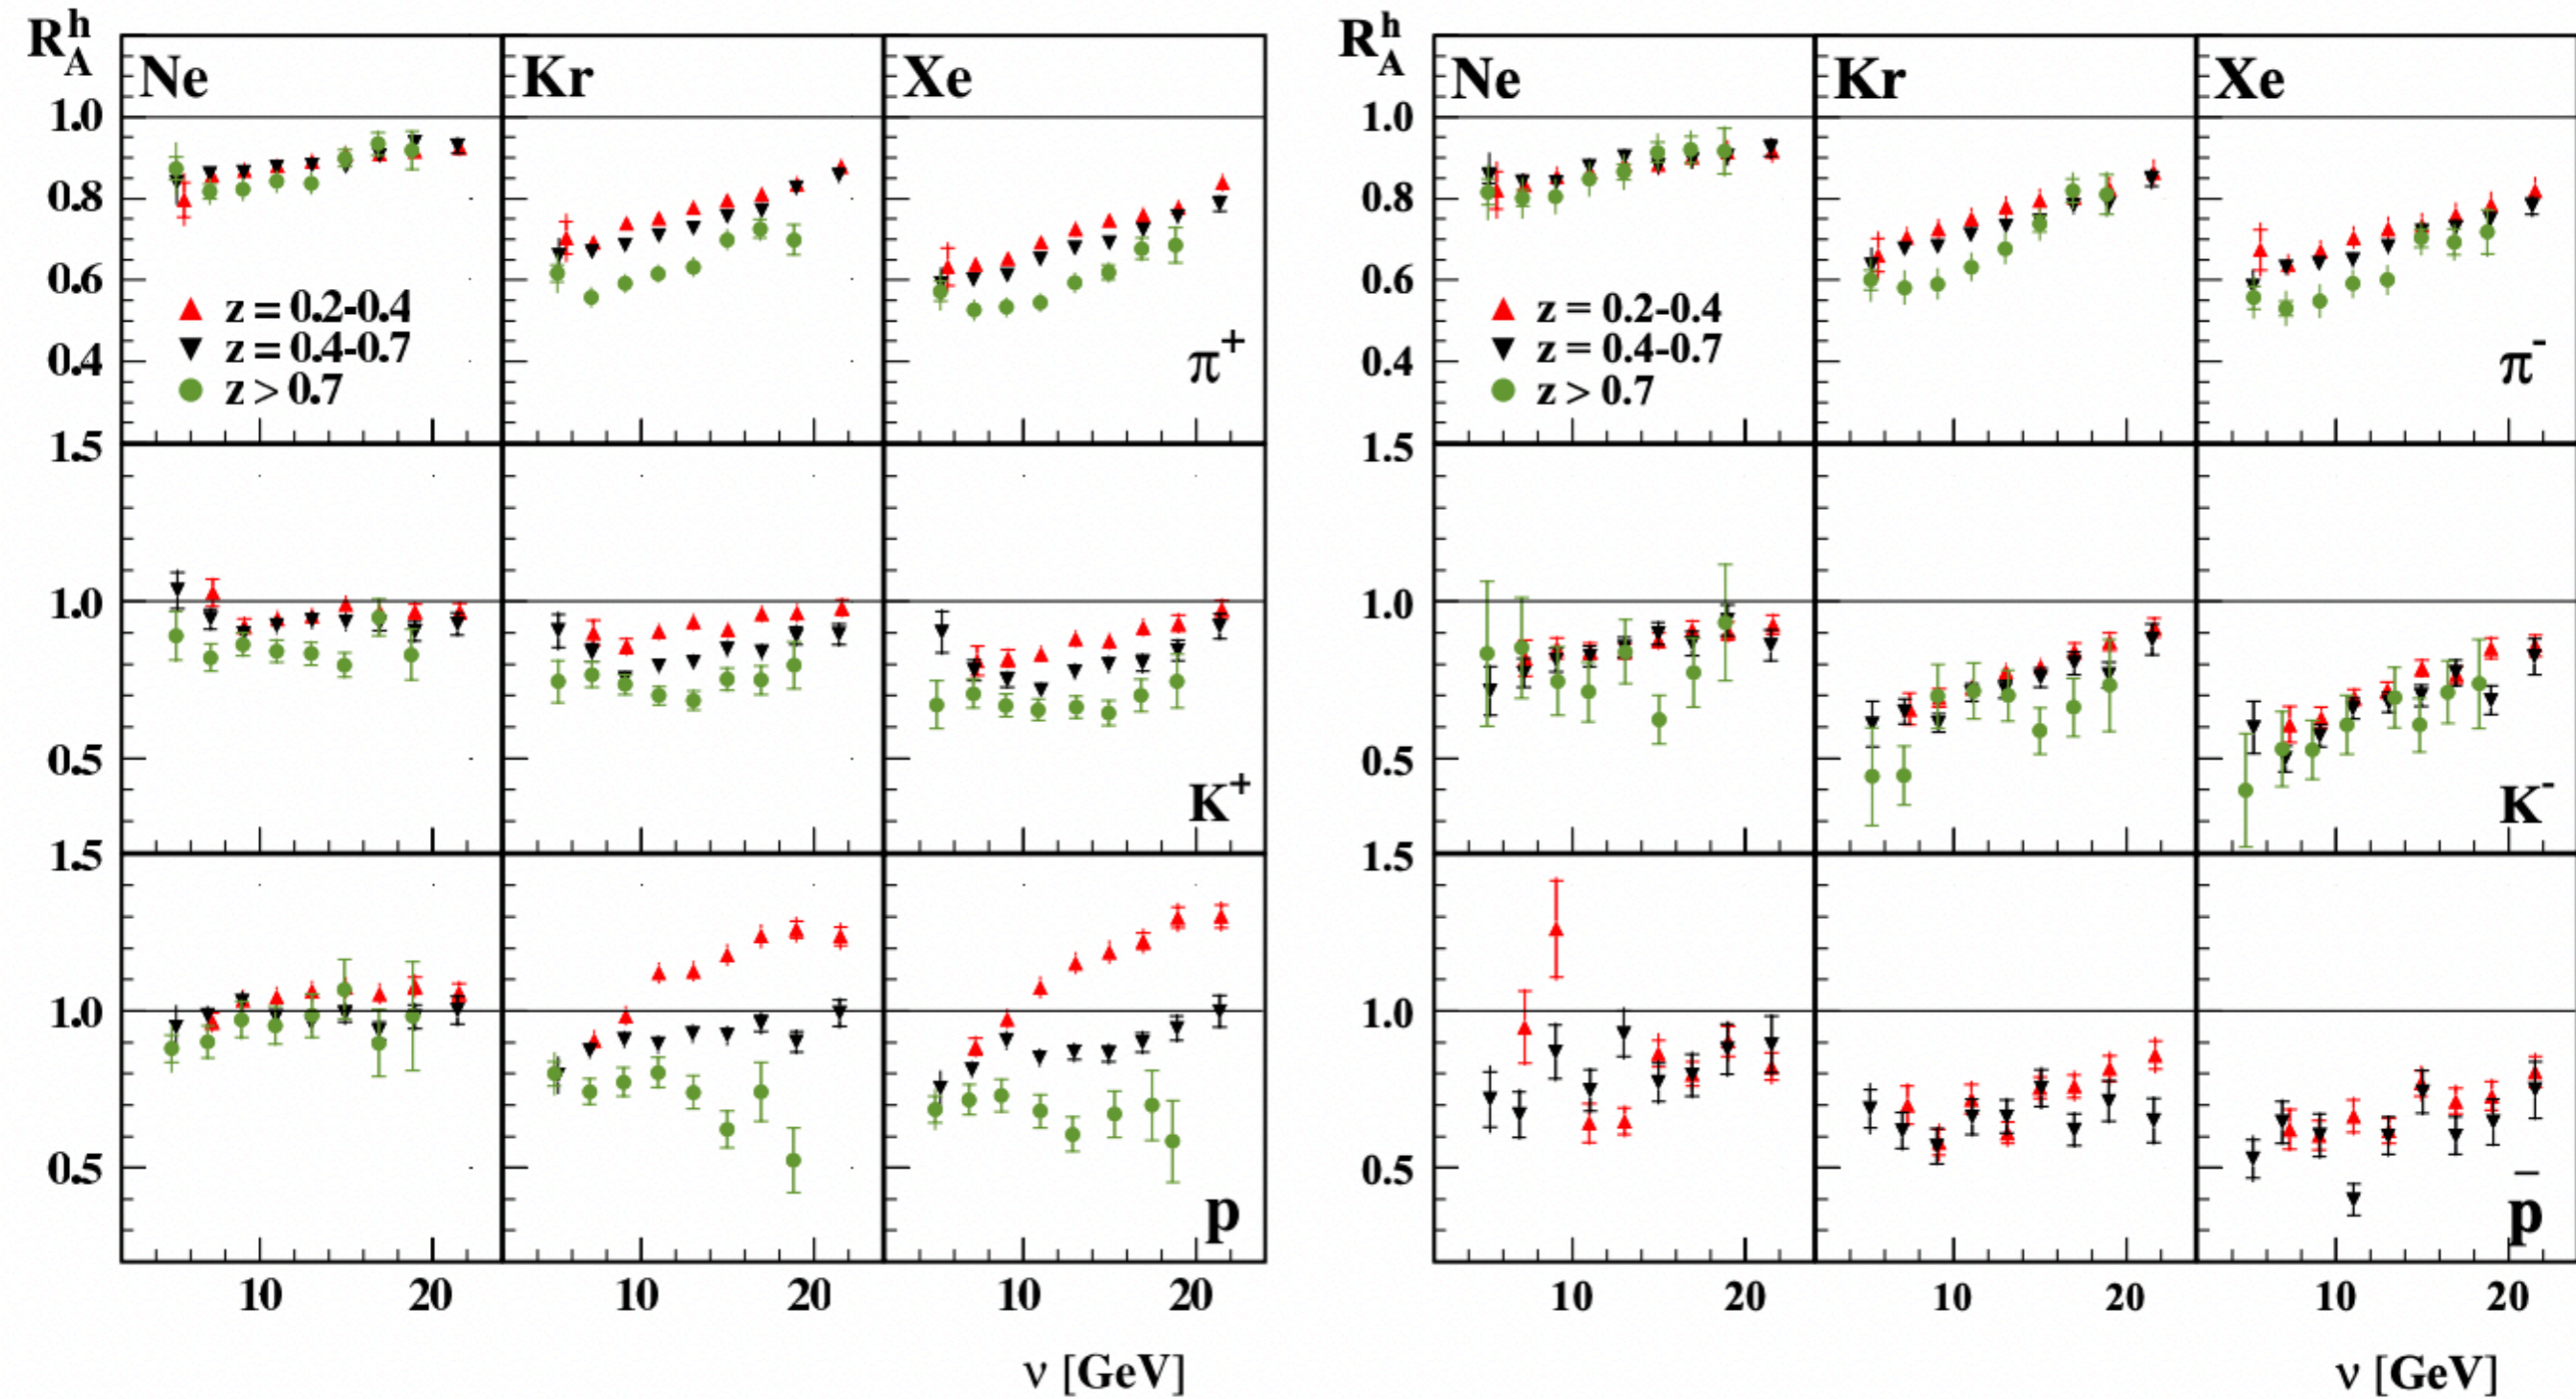 R_A^h
Ne
Kr
Xe
1.0
0.8
0.6
0.4
z = 0.2-0.4
z = 0.4-0.7
z > 0.7
π⁺
1.5
1.0
0.5
K⁺
1.5
1.0
0.5
p
10
20
10
20
10
20
ν [GeV]
R_A^h
Ne
Kr
Xe
1.0
0.8
0.6
0.4
z = 0.2-0.4
z = 0.4-0.7
z > 0.7
π⁻
1.5
1.0
0.5
K⁻
1.5
1.0
0.5
p̄
10
20
10
20
10
20
ν [GeV]